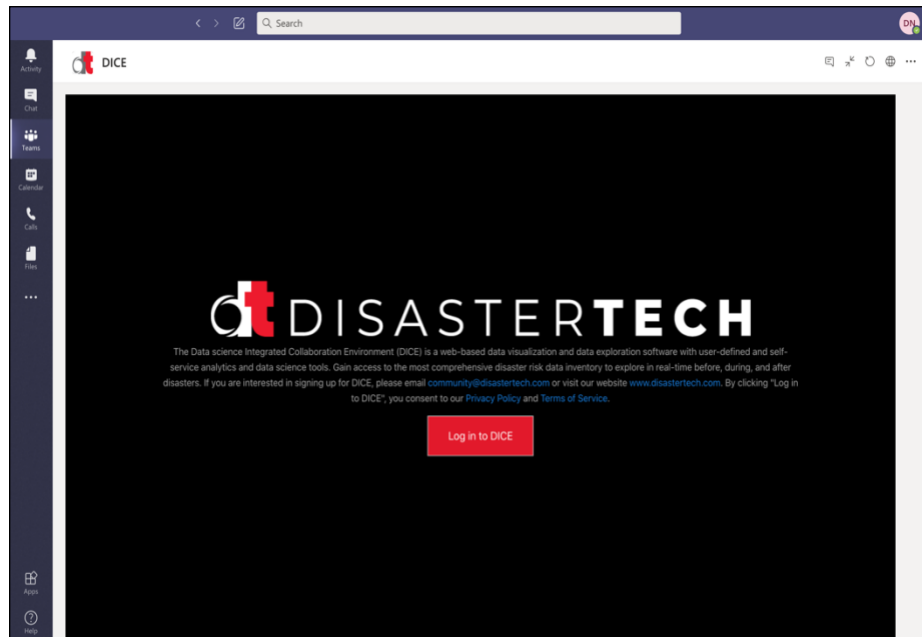 Search
DN
Activity
DICE
Chat
Teams
Calendar
Calls
Files
dt DISASTERTECH
The Data science Integrated Collaboration Environment (DICE) is a web-based data visualization and data exploration software with user-defined and self-
service analytics and data science tools. Gain access to the most comprehensive disaster risk data inventory to explore in real-time before, during, and after
disasters. If you are interested in signing up for DICE, please email community@disastertech.com or visit our website www.disastertech.com. By clicking "Log in
to DICE", you consent to our Privacy Policy and Terms of Service.
Log in to DICE
Apps
Help